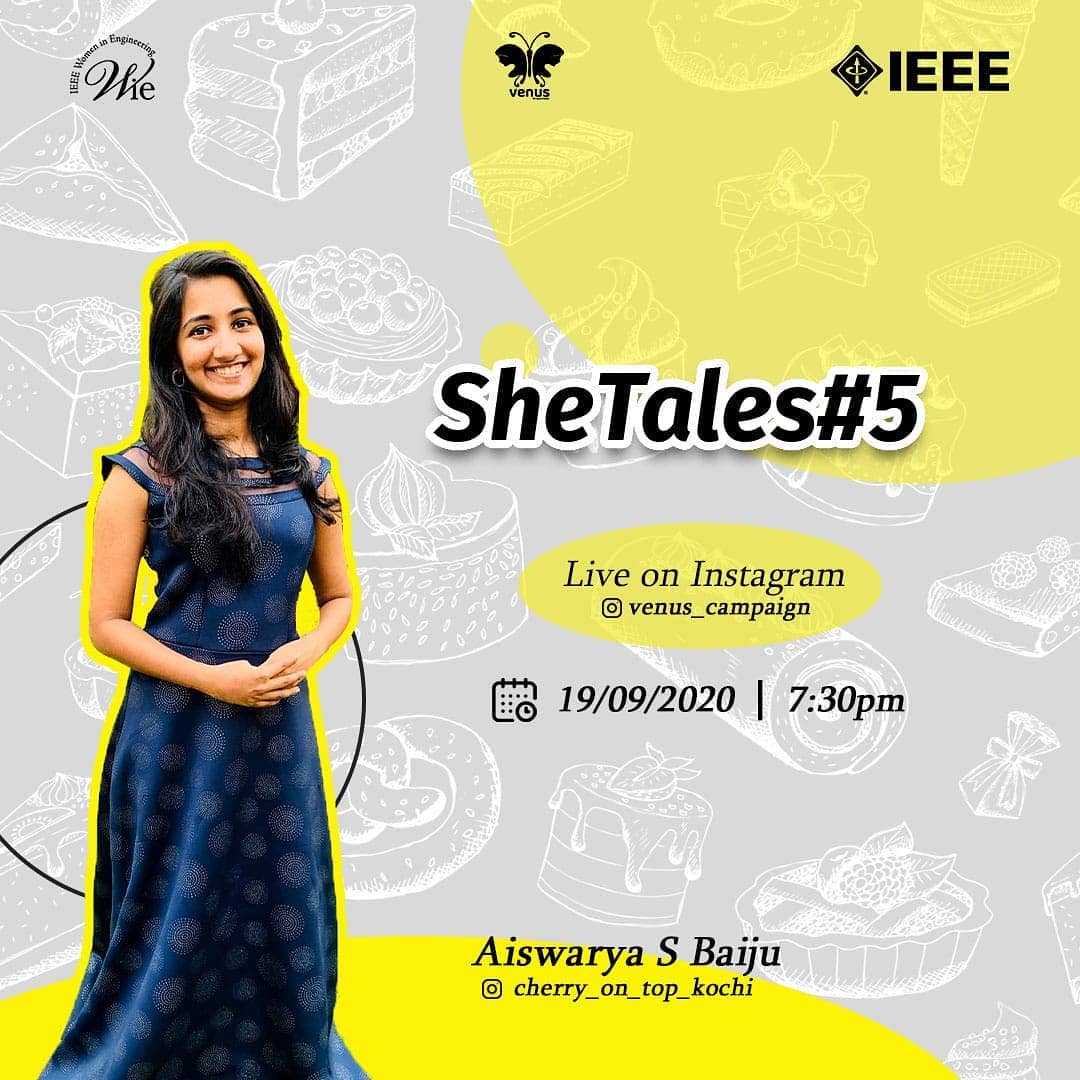 IEEE Women in Engineering
Wie
venus
IEEE
SheTales#5
Live on Instagram
venus_campaign
19/09/2020 | 7:30pm
Aiswarya S Baiju
cherry_on_top_kochi